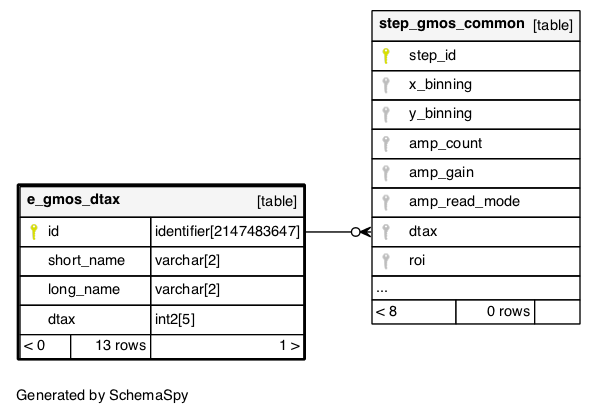 step_gmos_common [table]
step_id
x_binning
y_binning
amp_count
amp_gain
amp_read_mode
dtax
roi
...
< 8 0 rows
e_gmos_dtax [table]
id identifier[2147483647]
short_name varchar[2]
long_name varchar[2]
dtax int2[5]
< 0 13 rows 1 >
Generated by SchemaSpy